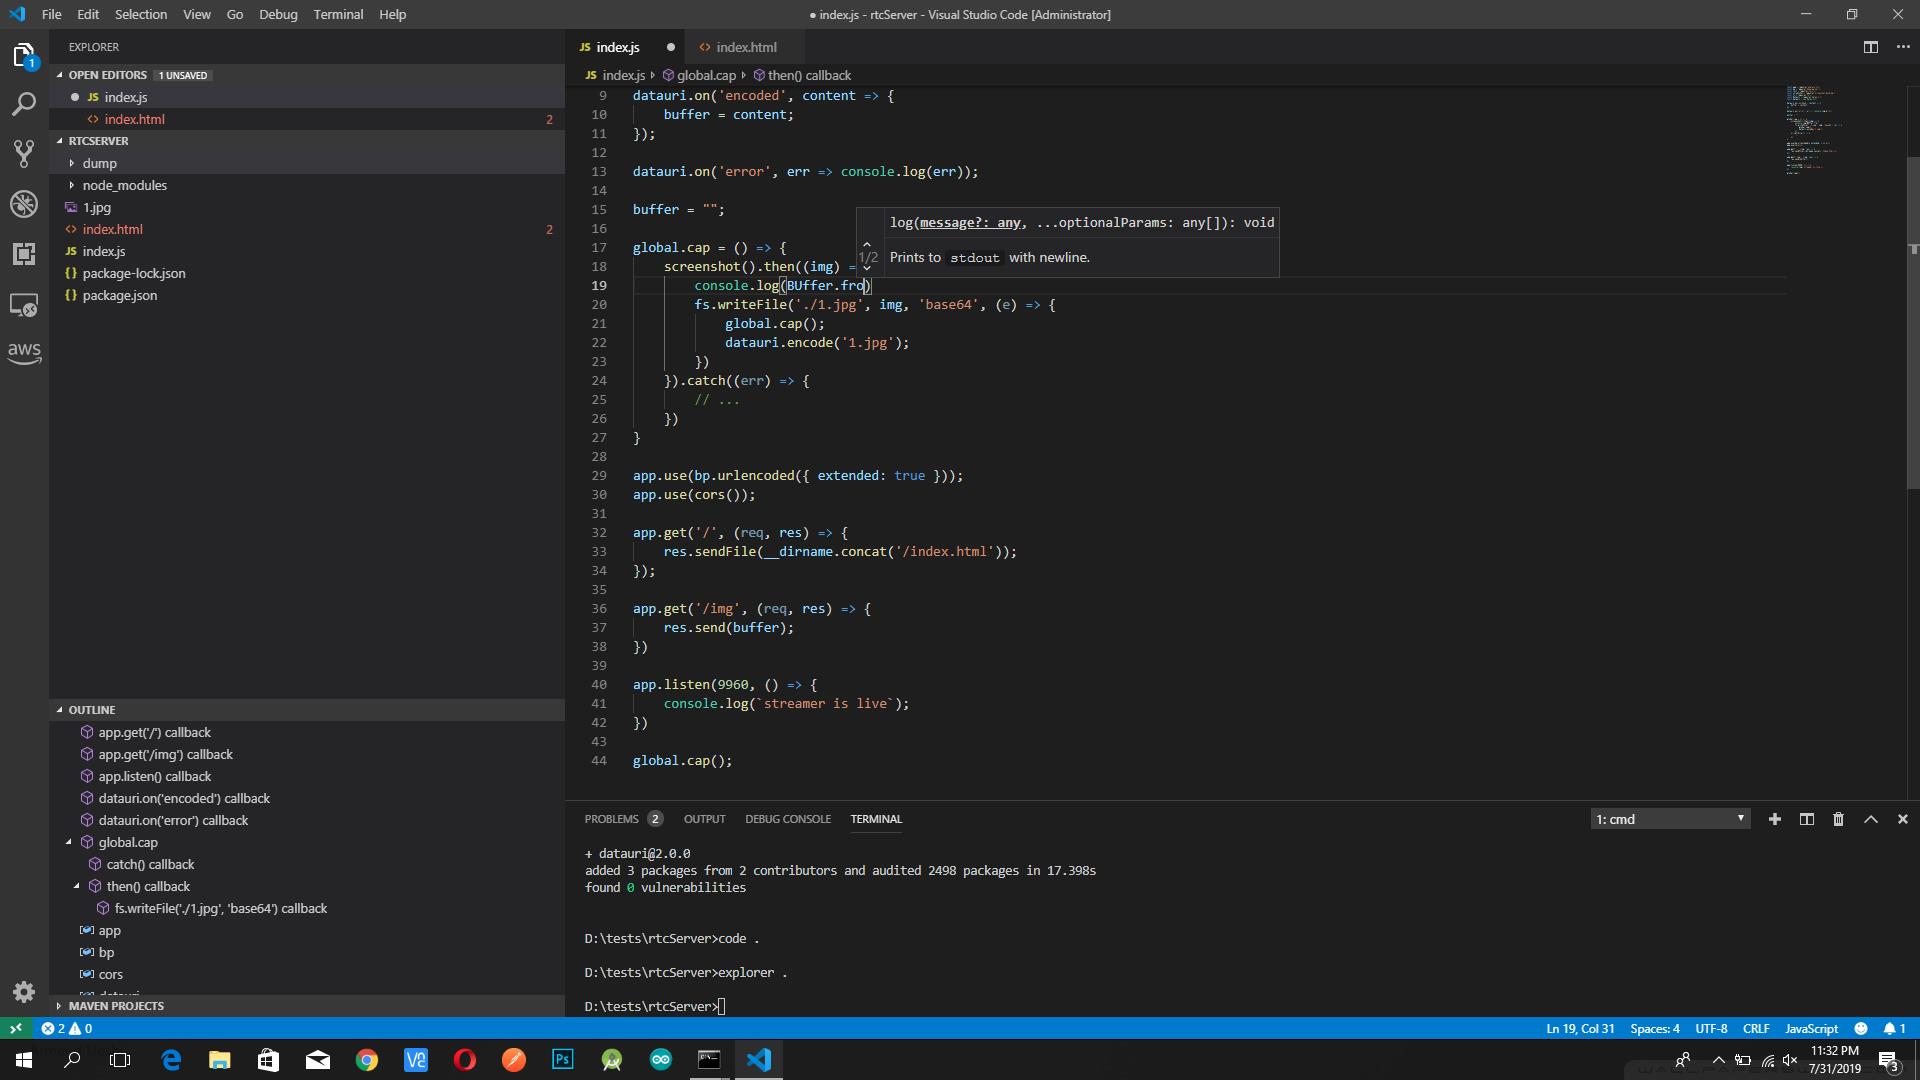 File Edit Selection View Go Debug Terminal Help
● index.js - rtcServer - Visual Studio Code [Administrator]
EXPLORER
JS index.js
<> index.html
1
OPEN EDITORS 1 UNSAVED
JS index.js › global.cap › then() callback
● JS index.js
<> index.html 2
RTCSERVER
dump
node_modules
1.jpg
<> index.html 2
JS index.js
{} package-lock.json
{} package.json
aws
9 datauri.on('encoded', content => {
10 buffer = content;
11 });
12
13 datauri.on('error', err => console.log(err));
14
15 buffer = "";
16
17 global.cap = () => {
18 screenshot().then((img) =
19 console.log(BUffer.fro)
20 fs.writeFile('./1.jpg', img, 'base64', (e) => {
21 global.cap();
22 datauri.encode('1.jpg');
23 })
24 }).catch((err) => {
25 // ...
26 })
27 }
28
29 app.use(bp.urlencoded({ extended: true }));
30 app.use(cors());
31
32 app.get('/', (req, res) => {
33 res.sendFile(__dirname.concat('/index.html'));
34 });
35
36 app.get('/img', (req, res) => {
37 res.send(buffer);
38 })
39
40 app.listen(9960, () => {
41 console.log(`streamer is live`);
42 })
43
44 global.cap();
log(message?: any, ...optionalParams: any[]): void
1/2
Prints to stdout with newline.
OUTLINE
app.get('/') callback
app.get('/img') callback
app.listen() callback
datauri.on('encoded') callback
datauri.on('error') callback
global.cap
catch() callback
then() callback
fs.writeFile('./1.jpg', 'base64') callback
app
bp
cors
MAVEN PROJECTS
PROBLEMS 2 OUTPUT DEBUG CONSOLE TERMINAL
1: cmd
+ datauri@2.0.0
added 3 packages from 2 contributors and audited 2498 packages in 17.398s
found 0 vulnerabilities
D:\tests\rtcServer>code .
D:\tests\rtcServer>explorer .
D:\tests\rtcServer>
2 0
Ln 19, Col 31 Spaces: 4 UTF-8 CRLF JavaScript 1
V2
Ps
11:32 PM
7/31/2019
3